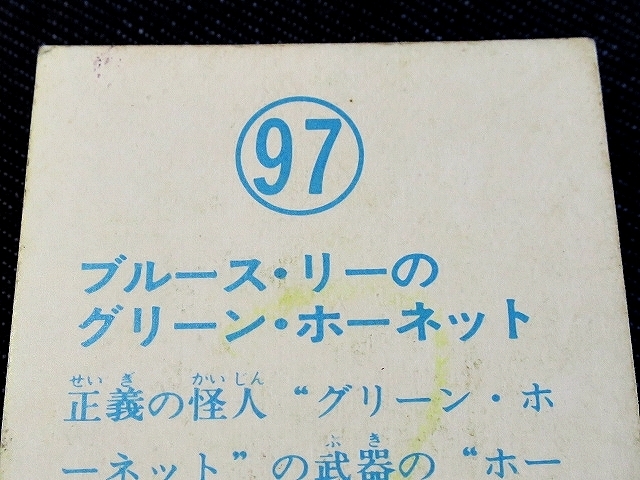 97
ブルース・リーの
グリーン・ホーネット
せいぎ かいじん
正義の怪人“グリーン・ホ
ぶき
ーネット”の武器の“ホー